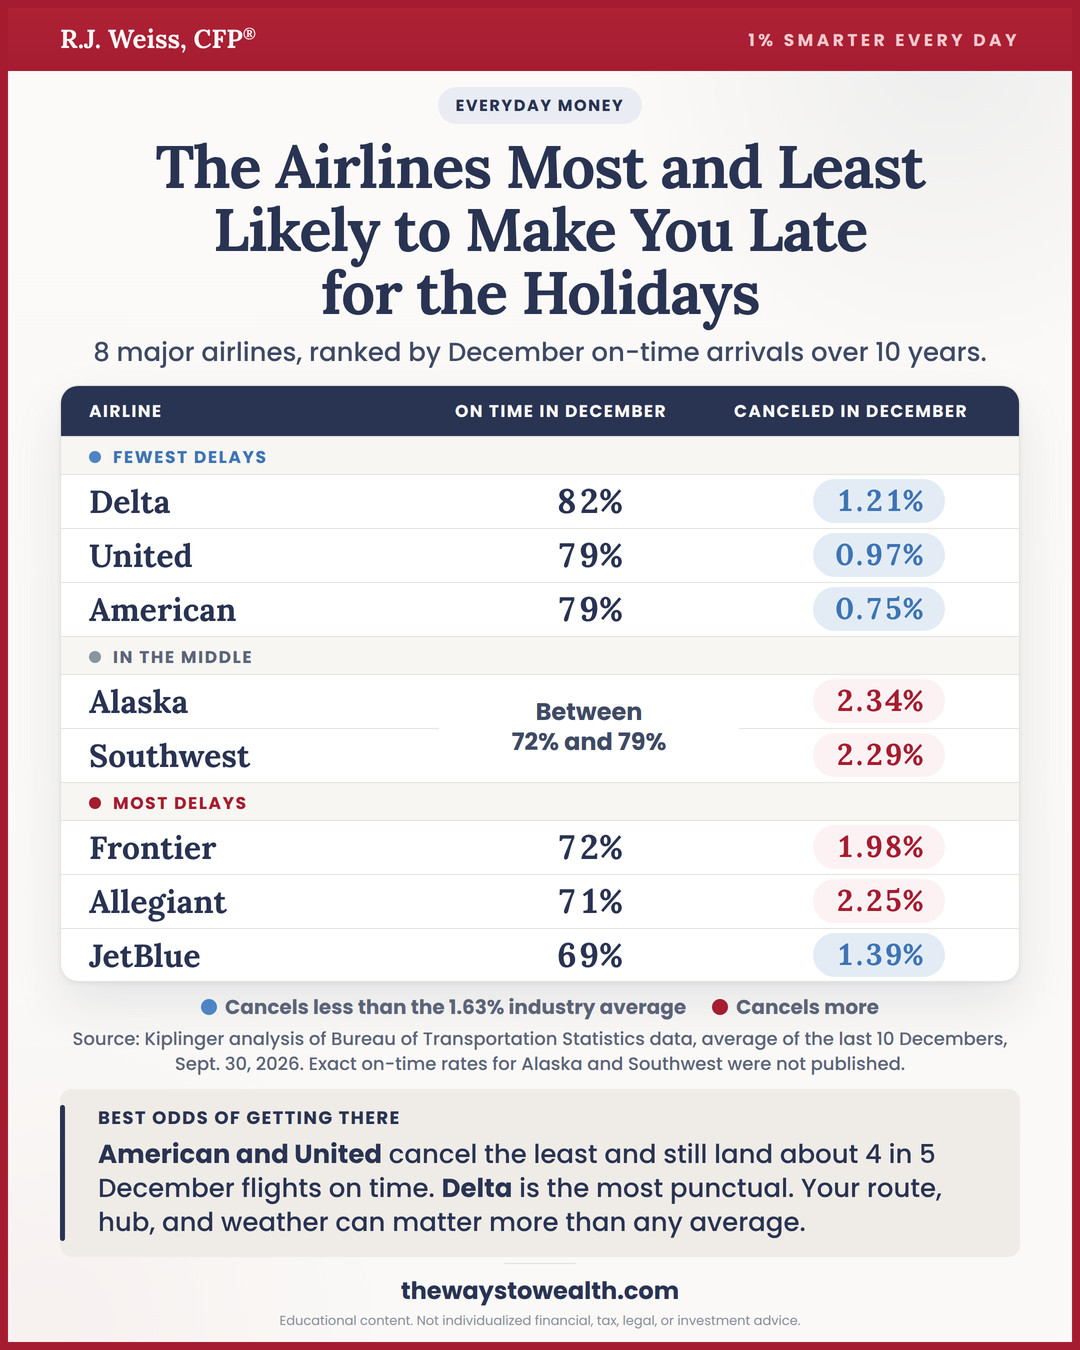 R.J. Weiss, CFP®
1% SMARTER EVERY DAY
EVERYDAY MONEY
The Airlines Most and Least
Likely to Make You Late
for the Holidays
8 major airlines, ranked by December on-time arrivals over 10 years.
AIRLINE ON TIME IN DECEMBER CANCELED IN DECEMBER
FEWEST DELAYS
Delta 82% 1.21%
United 79% 0.97%
American 79% 0.75%
IN THE MIDDLE
Alaska 2.34%
Between
72% and 79%
Southwest 2.29%
MOST DELAYS
Frontier 72% 1.98%
Allegiant 71% 2.25%
JetBlue 69% 1.39%
Cancels less than the 1.63% industry average Cancels more
Source: Kiplinger analysis of Bureau of Transportation Statistics data, average of the last 10 Decembers,
Sept. 30, 2026. Exact on-time rates for Alaska and Southwest were not published.
BEST ODDS OF GETTING THERE
American and United cancel the least and still land about 4 in 5
December flights on time. Delta is the most punctual. Your route,
hub, and weather can matter more than any average.
thewaystowealth.com
Educational content. Not individualized financial, tax, legal, or investment advice.